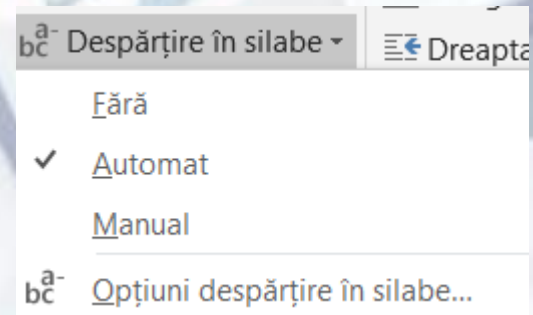 Despărțire în silabe
Dreapta
Fără
Automat
Manual
Opțiuni despărțire în silabe...